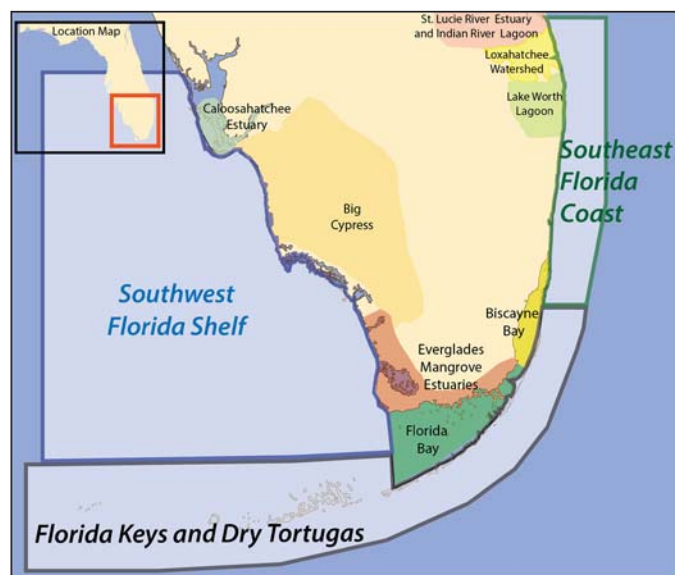 Location Map
St. Lucie River Estuary
and Indian River Lagoon
Loxahatchee
Watershed
Lake Worth
Lagoon
Caloosahatchee
Estuary
Southeast
Florida
Coast
Big
Cypress
Southwest
Florida Shelf
Biscayne
Bay
Everglades
Mangrove
Estuaries
Florida
Bay
Florida Keys and Dry Tortugas